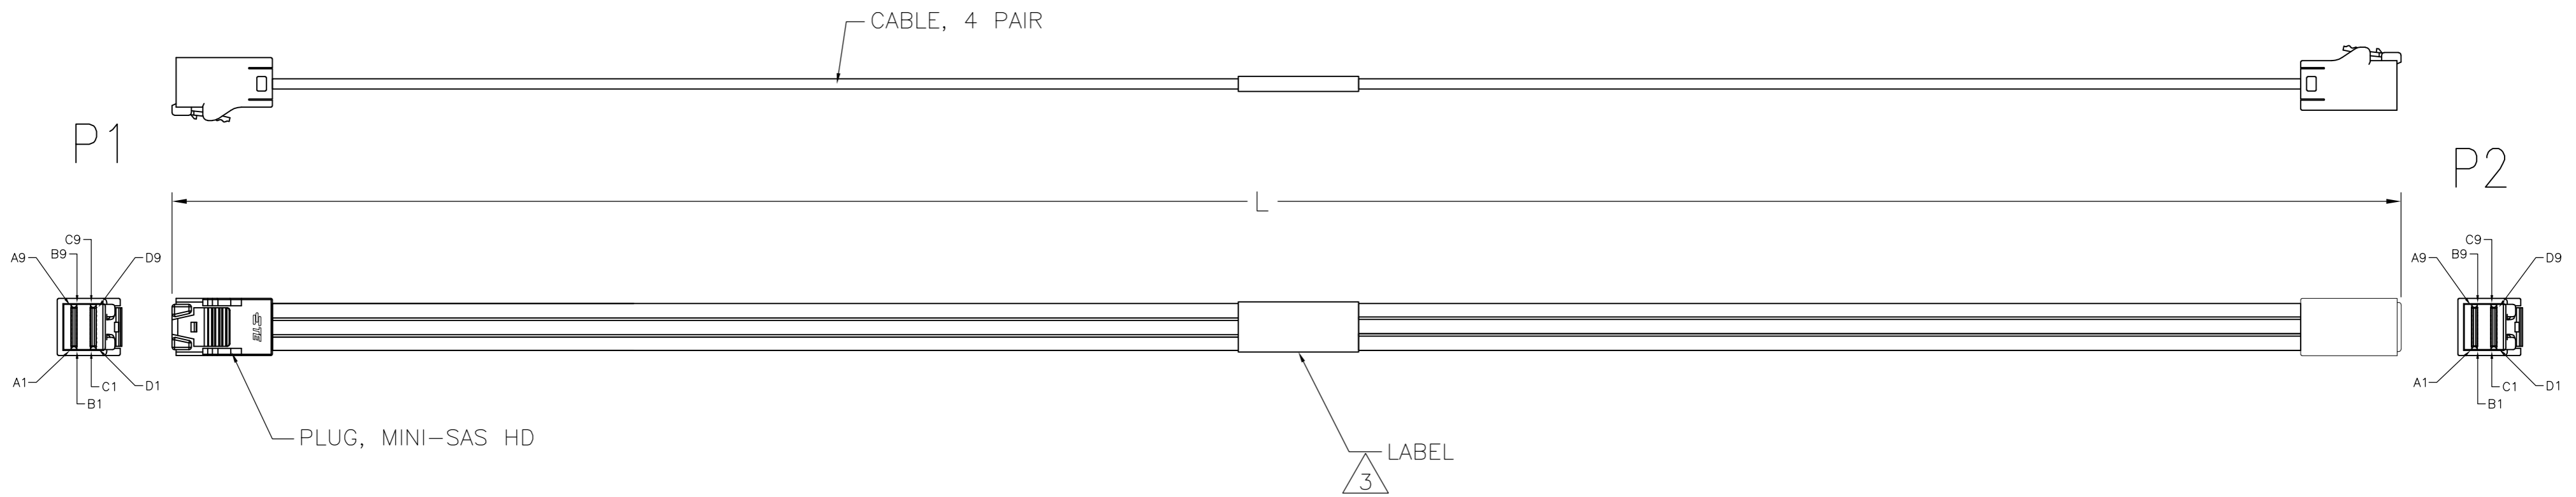 CABLE, 4 PAIR
P1
P2
L
C9
B9
A9
D9
A1
C1
D1
B1
TE
C9
B9
A9
D9
A1
C1
D1
B1
PLUG, MINI-SAS HD
LABEL
3